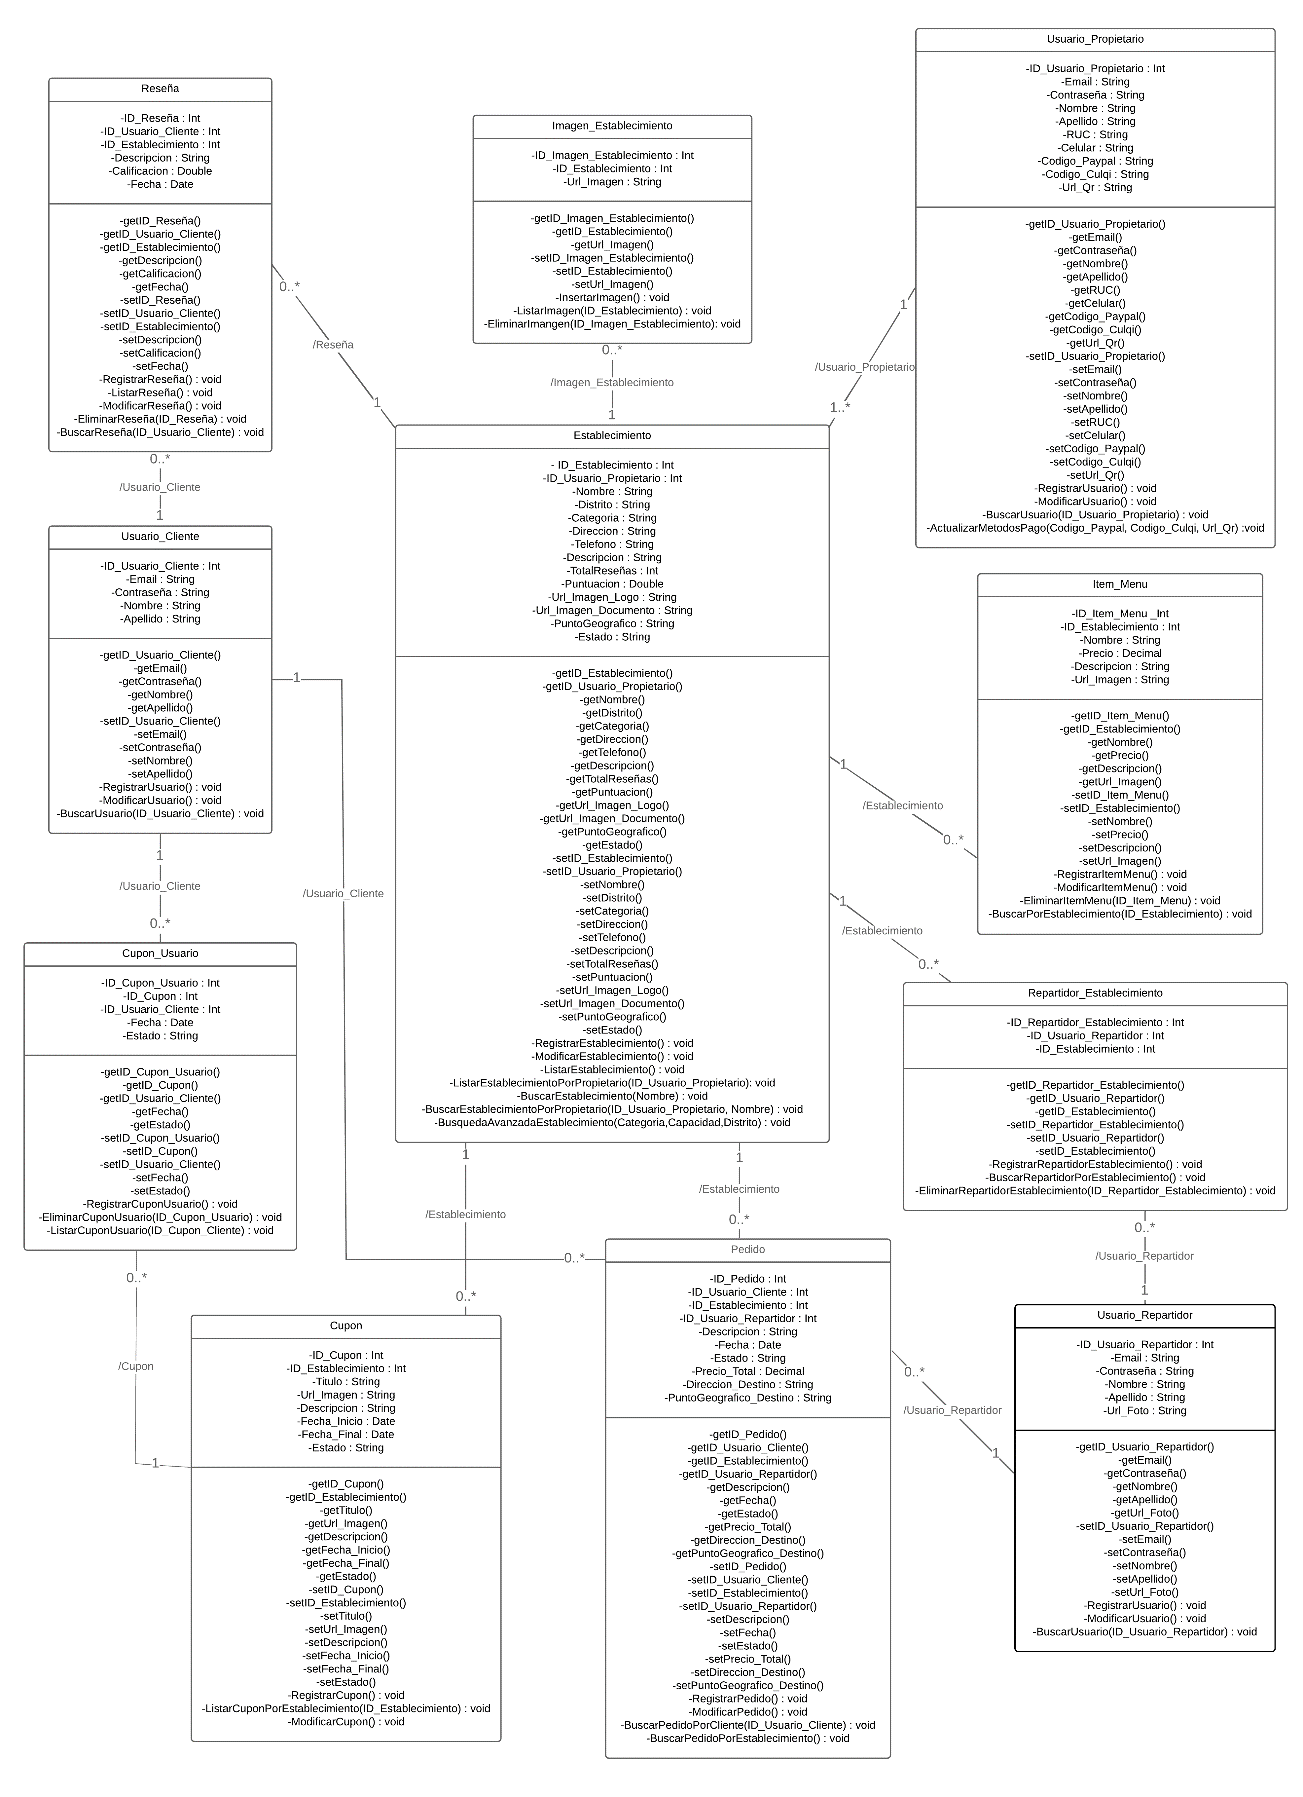 Usuario_Propietario
-ID_Usuario_Propietario : Int
-Email : String
-Contraseña : String
-Nombre : String
-Apellido : String
-RUC : String
-Celular : String
-Codigo_Paypal : String
-Codigo_Culqi : String
-Url_Qr : String
-getID_Usuario_Propietario()
-getEmail()
-getContraseña()
-getNombre()
-getApellido()
-getRUC()
-getCelular()
-getCodigo_Paypal()
-getCodigo_Culqi()
-getUrl_Qr()
-setID_Usuario_Propietario()
-setEmail()
-setContraseña()
-setNombre()
-setApellido()
-setRUC()
-setCelular()
-setCodigo_Paypal()
-setCodigo_Culqi()
-setUrl_Qr()
-RegistrarUsuario() : void
-ModificarUsuario() : void
-BuscarUsuario(ID_Usuario_Propietario) : void
-ActualizarMetodosPago(Codigo_Paypal, Codigo_Culqi, Url_Qr) :void
Reseña
-ID_Reseña : Int
-ID_Usuario_Cliente : Int
-ID_Establecimiento : Int
-Descripcion : String
-Calificacion : Double
-Fecha : Date
-getID_Reseña()
-getID_Usuario_Cliente()
-getID_Establecimiento()
-getDescripcion()
-getCalificacion()
-getFecha()
-setID_Reseña()
-setID_Usuario_Cliente()
-setID_Establecimiento()
-setDescripcion()
-setCalificacion()
-setFecha()
-RegistrarReseña() : void
-ListarReseña() : void
-ModificarReseña() : void
-EliminarReseña(ID_Reseña) : void
-BuscarReseña(ID_Usuario_Cliente) : void
Imagen_Establecimiento
-ID_Imagen_Establecimiento : Int
-ID_Establecimiento : Int
-Url_Imagen : String
-getID_Imagen_Establecimiento()
-getID_Establecimiento()
-getUrl_Imagen()
-setID_Imagen_Establecimiento()
-setID_Establecimiento()
-setUrl_Imagen()
-InsertarImagen() : void
-ListarImagen(ID_Establecimiento) : void
-EliminarImangen(ID_Imagen_Establecimiento): void
0..*
/Reseña
1
0..*
/Imagen_Establecimiento
1
1
/Usuario_Propietario
1..*
0..*
/Usuario_Cliente
1
Establecimiento
- ID_Establecimiento : Int
-ID_Usuario_Propietario : Int
-Nombre : String
-Distrito : String
-Categoria : String
-Direccion : String
-Telefono : String
-Descripcion : String
-TotalReseñas : Int
-Puntuacion : Double
-Url_Imagen_Logo : String
-Url_Imagen_Documento : String
-PuntoGeografico : String
-Estado : String
-getID_Establecimiento()
-getID_Usuario_Propietario()
-getNombre()
-getDistrito()
-getCategoria()
-getDireccion()
-getTelefono()
-getDescripcion()
-getTotalReseñas()
-getPuntuacion()
-getUrl_Imagen_Logo()
-getUrl_Imagen_Documento()
-getPuntoGeografico()
-getEstado()
-setID_Establecimiento()
-setID_Usuario_Propietario()
-setNombre()
-setDistrito()
-setCategoria()
-setDireccion()
-setTelefono()
-setDescripcion()
-setTotalReseñas()
-setPuntuacion()
-setUrl_Imagen_Logo()
-setUrl_Imagen_Documento()
-setPuntoGeografico()
-setEstado()
-RegistrarEstablecimiento() : void
-ModificarEstablecimiento() : void
-ListarEstablecimiento() : void
-ListarEstablecimientoPorPropietario(ID_Usuario_Propietario): void
-BuscarEstablecimiento(Nombre) : void
-BuscarEstablecimientoPorPropietario(ID_Usuario_Propietario, Nombre) : void
-BusquedaAvanzadaEstablecimiento(Categoria,Capacidad,Distrito) : void
Usuario_Cliente
-ID_Usuario_Cliente : Int
-Email : String
-Contraseña : String
-Nombre : String
-Apellido : String
-getID_Usuario_Cliente()
-getEmail()
-getContraseña()
-getNombre()
-getApellido()
-setID_Usuario_Cliente()
-setEmail()
-setContraseña()
-setNombre()
-setApellido()
-RegistrarUsuario() : void
-ModificarUsuario() : void
-BuscarUsuario(ID_Usuario_Cliente) : void
1
/Usuario_Cliente
0..*
1
/Usuario_Cliente
0..*
Item_Menu
-ID_Item_Menu _Int
-ID_Establecimiento : Int
-Nombre : String
-Precio : Decimal
-Descripcion : String
-Url_Imagen : String
-getID_Item_Menu()
-getID_Establecimiento()
-getNombre()
-getPrecio()
-getDescripcion()
-getUrl_Imagen()
-setID_Item_Menu()
-setID_Establecimiento()
-setNombre()
-setPrecio()
-setDescripcion()
-setUrl_Imagen()
-RegistrarItemMenu() : void
-ModificarItemMenu() : void
-EliminarItemMenu(ID_Item_Menu) : void
-BuscarPorEstablecimiento(ID_Establecimiento) : void
1
/Establecimiento
0..*
1
/Establecimiento
0..*
Cupon_Usuario
-ID_Cupon_Usuario : Int
-ID_Cupon : Int
-ID_Usuario_Cliente : Int
-Fecha : Date
-Estado : String
-getID_Cupon_Usuario()
-getID_Cupon()
-getID_Usuario_Cliente()
-getFecha()
-getEstado()
-setID_Cupon_Usuario()
-setID_Cupon()
-setID_Usuario_Cliente()
-setFecha()
-setEstado()
-RegistrarCuponUsuario() : void
-EliminarCuponUsuario(ID_Cupon_Usuario) : void
-ListarCuponUsuario(ID_Cupon_Cliente) : void
Repartidor_Establecimiento
-ID_Repartidor_Establecimiento : Int
-ID_Usuario_Repartidor : Int
-ID_Establecimiento : Int
-getID_Repartidor_Establecimiento()
-getID_Usuario_Repartidor()
-getID_Establecimiento()
-setID_Repartidor_Establecimiento()
-setID_Usuario_Repartidor()
-setID_Establecimiento()
-RegistrarRepartidorEstablecimiento() : void
-BuscarRepartidorPorEstablecimiento() : void
-EliminarRepartidorEstablecimiento(ID_Repartidor_Establecimiento) : void
1
/Establecimiento
0..*
1
/Establecimiento
0..*
0..*
/Usuario_Repartidor
1
0..*
/Cupon
1
Cupon
-ID_Cupon : Int
-ID_Establecimiento : Int
-Titulo : String
-Url_Imagen : String
-Descripcion : String
-Fecha_Inicio : Date
-Fecha_Final : Date
-Estado : String
-getID_Cupon()
-getID_Establecimiento()
-getTitulo()
-getUrl_Imagen()
-getDescripcion()
-getFecha_Inicio()
-getFecha_Final()
-getEstado()
-setID_Cupon()
-setID_Establecimiento()
-setTitulo()
-setUrl_Imagen()
-setDescripcion()
-setFecha_Inicio()
-setFecha_Final()
-setEstado()
-RegistrarCupon() : void
-ListarCuponPorEstablecimiento(ID_Establecimiento) : void
-ModificarCupon() : void
Pedido
-ID_Pedido : Int
-ID_Usuario_Cliente : Int
-ID_Establecimiento : Int
-ID_Usuario_Repartidor : Int
-Descripcion : String
-Fecha : Date
-Estado : String
-Precio_Total : Decimal
-Direccion_Destino : String
-PuntoGeografico_Destino : String
-getID_Pedido()
-getID_Usuario_Cliente()
-getID_Establecimiento()
-getID_Usuario_Repartidor()
-getDescripcion()
-getFecha()
-getEstado()
-getPrecio_Total()
-getDireccion_Destino()
-getPuntoGeografico_Destino()
-setID_Pedido()
-setID_Usuario_Cliente()
-setID_Establecimiento()
-setID_Usuario_Repartidor()
-setDescripcion()
-setFecha()
-setEstado()
-setPrecio_Total()
-setDireccion_Destino()
-setPuntoGeografico_Destino()
-RegistrarPedido() : void
-ModificarPedido() : void
-BuscarPedidoPorCliente(ID_Usuario_Cliente) : void
-BuscarPedidoPorEstablecimiento() : void
0..*
/Usuario_Repartidor
1
Usuario_Repartidor
-ID_Usuario_Repartidor : Int
-Email : String
-Contraseña : String
-Nombre : String
-Apellido : String
-Url_Foto : String
-getID_Usuario_Repartidor()
-getEmail()
-getContraseña()
-getNombre()
-getApellido()
-getUrl_Foto()
-setID_Usuario_Repartidor()
-setEmail()
-setContraseña()
-setNombre()
-setApellido()
-setUrl_Foto()
-RegistrarUsuario() : void
-ModificarUsuario() : void
-BuscarUsuario(ID_Usuario_Repartidor) : void